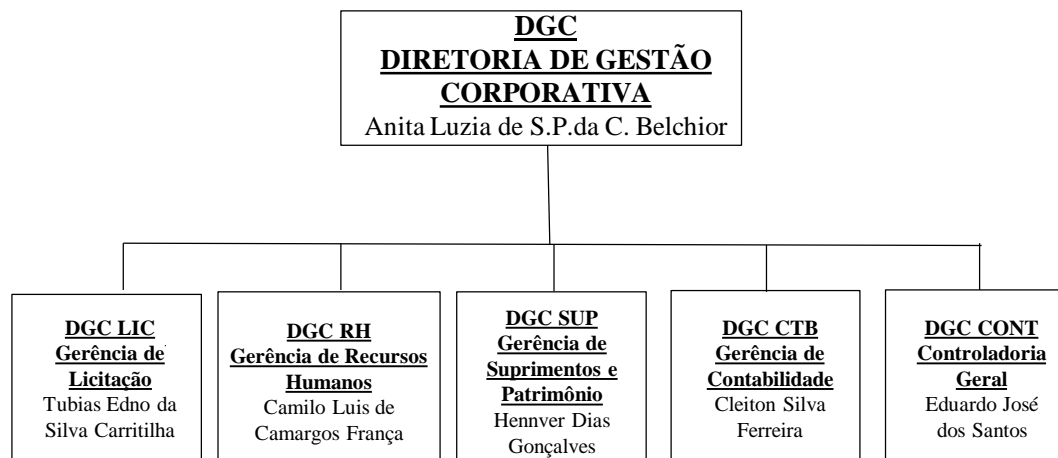 DGC
DIRETORIA DE GESTÃO
CORPORATIVA
Anita Luzia de S.P.da C. Belchior
DGC LIC
Gerência de
Licitação
Tubias Edno da
Silva Carritilha
DGC RH
Gerência de Recursos
Humanos
Camilo Luis de
Camargos França
DGC SUP
Gerência de
Suprimentos e
Patrimônio
Hennver Dias
Gonçalves
DGC CTB
Gerência de
Contabilidade
Cleiton Silva
Ferreira
DGC CONT
Controladoria
Geral
Eduardo José
dos Santos